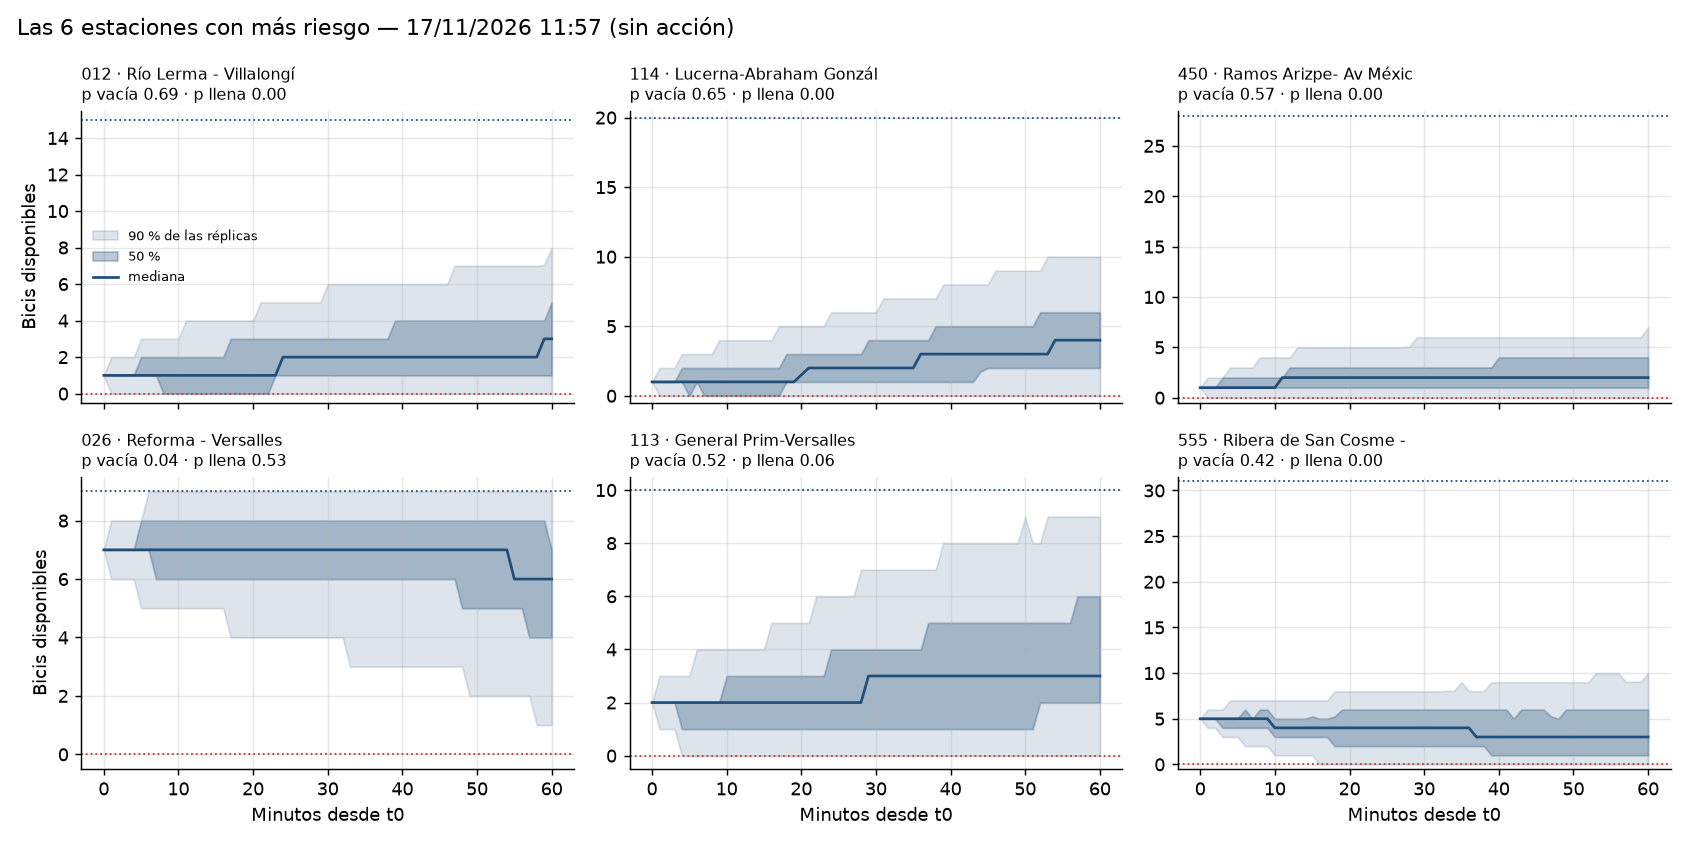 Las 6 estaciones con más riesgo — 17/11/2026 11:57 (sin acción)
012 · Río Lerma - Villalongí
p vacía 0.69 · p llena 0.00
14
12
10
8
6
4
2
0
Bicis disponibles
90 % de las réplicas
50 %
mediana
114 · Lucerna-Abraham Gonzál
p vacía 0.65 · p llena 0.00
20
15
10
5
0
450 · Ramos Arizpe- Av Méxic
p vacía 0.57 · p llena 0.00
25
20
15
10
5
0
026 · Reforma - Versalles
p vacía 0.04 · p llena 0.53
8
6
4
2
0
Bicis disponibles
0 10 20 30 40 50 60
Minutos desde t0
113 · General Prim-Versalles
p vacía 0.52 · p llena 0.06
10
8
6
4
2
0
0 10 20 30 40 50 60
Minutos desde t0
555 · Ribera de San Cosme -
p vacía 0.42 · p llena 0.00
30
25
20
15
10
5
0
0 10 20 30 40 50 60
Minutos desde t0